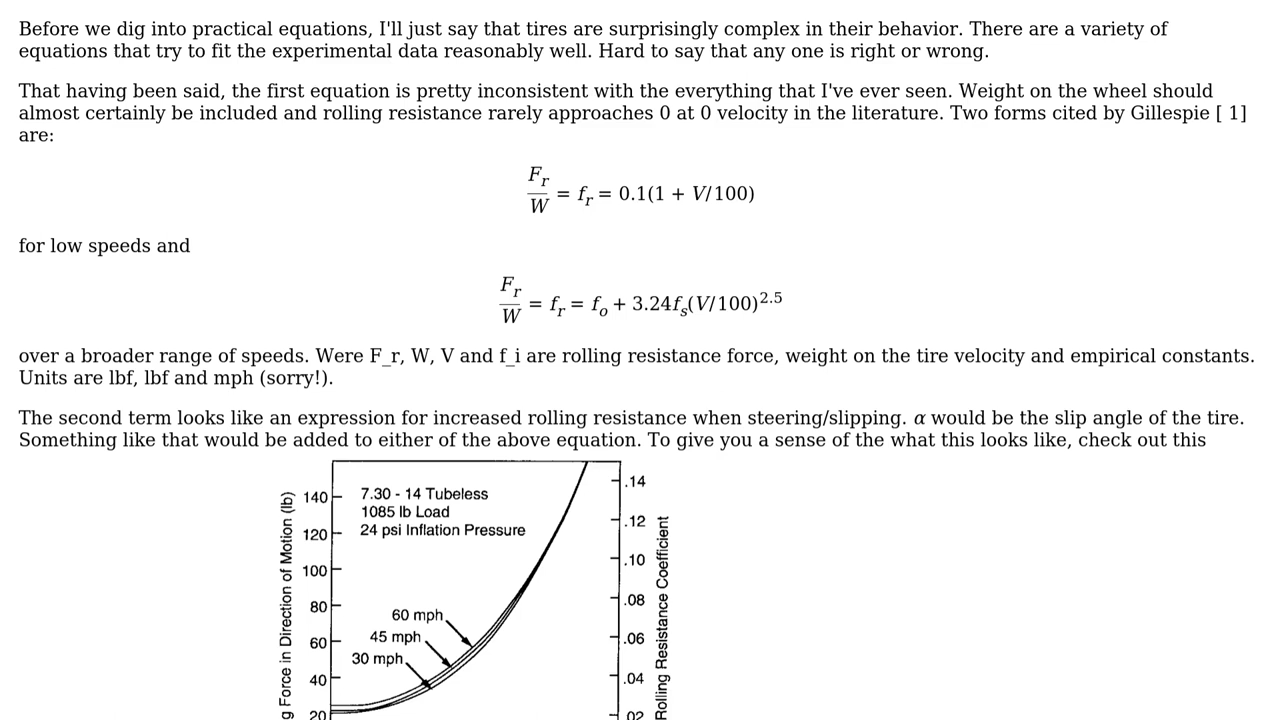 Before we dig into practical equations, I'll just say that tires are surprisingly complex in their behavior. There are a variety of
equations that try to fit the experimental data reasonably well. Hard to say that any one is right or wrong.
That having been said, the first equation is pretty inconsistent with the everything that I've ever seen. Weight on the wheel should
almost certainly be included and rolling resistance rarely approaches 0 at 0 velocity in the literature. Two forms cited by Gillespie [ 1]
are:
F_r/W = f_r = 0.1(1 + V/100)
for low speeds and
F_r/W = f_r = f_o + 3.24f_s(V/100)^2.5
over a broader range of speeds. Were F_r, W, V and f_i are rolling resistance force, weight on the tire velocity and empirical constants.
Units are lbf, lbf and mph (sorry!).
The second term looks like an expression for increased rolling resistance when steering/slipping. α would be the slip angle of the tire.
Something like that would be added to either of the above equation. To give you a sense of the what this looks like, check out this
7.30 - 14 Tubeless
1085 lb Load
24 psi Inflation Pressure
60 mph
45 mph
30 mph
g Force in Direction of Motion (lb)
140
120
100
80
60
40
20
.14
.12
.10
.08
.06
.04
.02
Rolling Resistance Coefficient